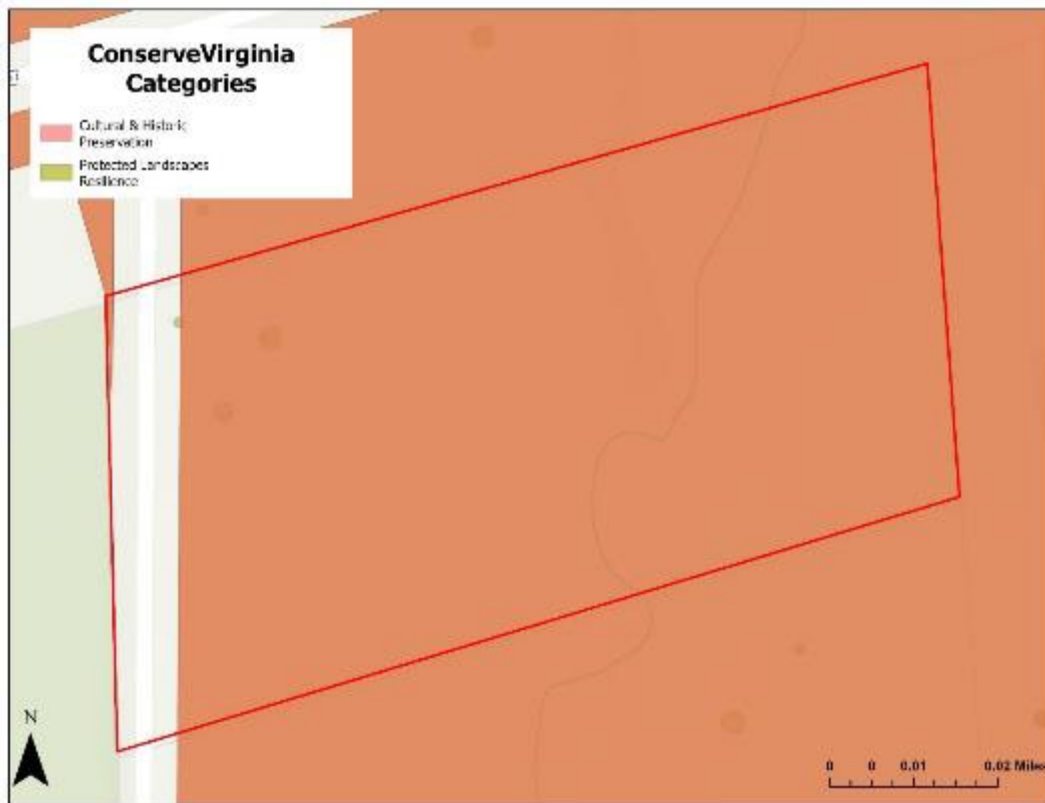 ConserveVirginia
Categories
Cultural & Historic
Preservation
Protected Landscapes
Resilience
N
0 0 0.01 0.02 Miles